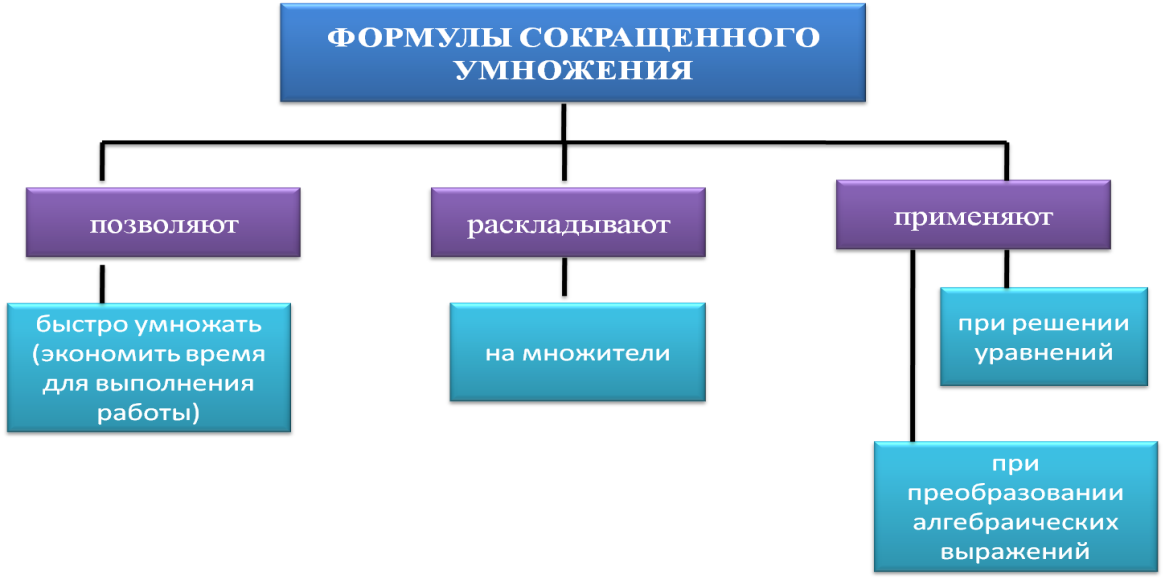 ФОРМУЛЫ СОКРАЩЕННОГО
УМНОЖЕНИЯ
позволяют
быстро умножать
(экономить время
для выполнения
работы)
раскладывают
на множители
применяют
при решении
уравнений
при
преобразовании
алгебраических
выражений